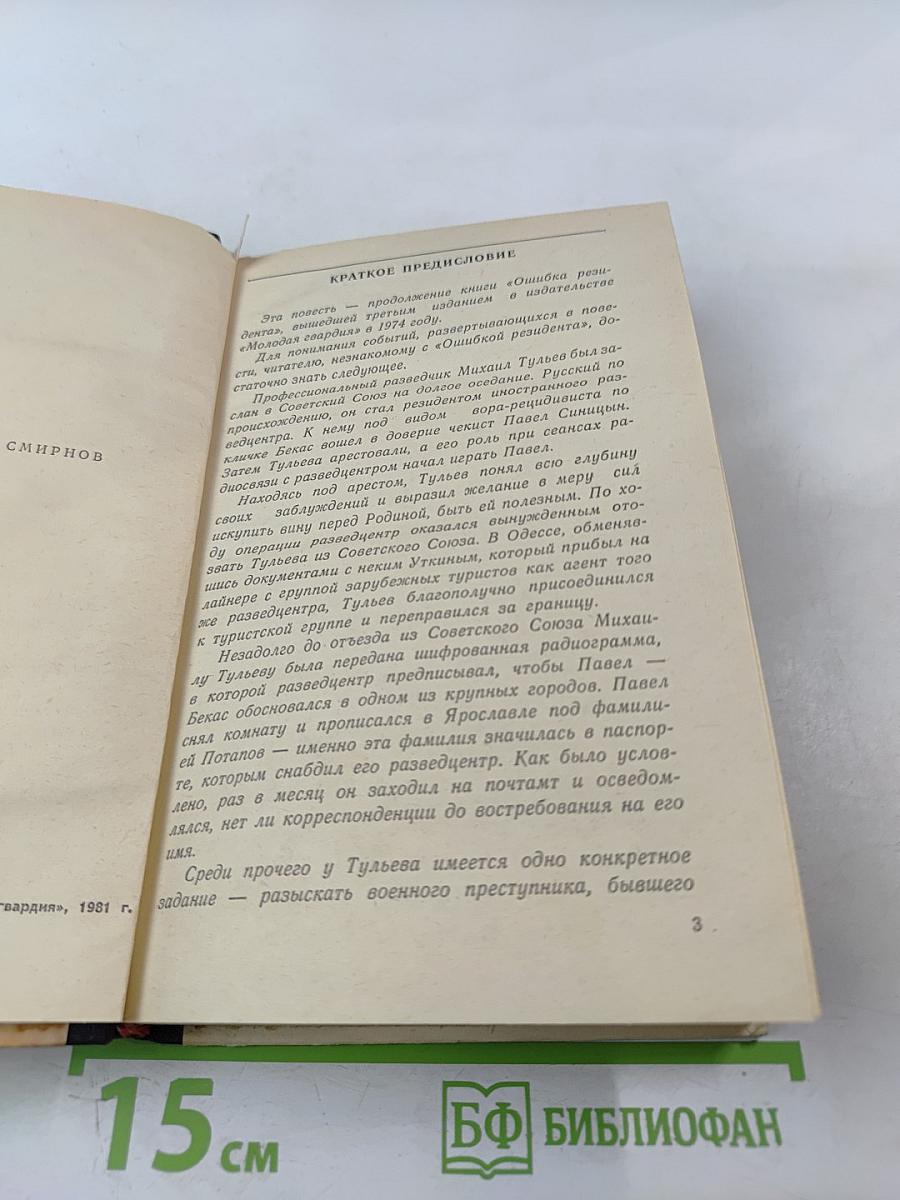 СМИРНОВ
гвардия», 1981 г.
КРАТКОЕ ПРЕДИСЛОВИЕ
Эта повесть — продолжение книги «Ошибка рези-
дента», вышедшей третьим изданием в издательстве
«Молодая гвардия» в 1974 году.
Для понимания событий, развертывающихся в пове-
сти, читателю, незнакомому с «Ошибкой резидента», до-
статочно знать следующее.
Профессиональный разведчик Михаил Тульев был за-
слан в Советский Союз на долгое оседание. Русский по
происхождению, он стал резидентом иностранного раз-
ведцентра. К нему под видом вора-рецидивиста по
кличке Бекас вошел в доверие чекист Павел Синицын.
Затем Тульева арестовали, а его роль при сеансах ра-
диосвязи с разведцентром начал играть Павел.
Находясь под арестом, Тульев понял всю глубину
своих заблуждений и выразил желание в меру сил
искупить вину перед Родиной, быть ей полезным. По хо-
ду операции разведцентр оказался вынужденным ото-
звать Тульева из Советского Союза. В Одессе, обменяв-
шись документами с неким Уткиным, который прибыл на
лайнере с группой зарубежных туристов как агент того
же разведцентра, Тульев благополучно присоединился
к туристской группе и переправился за границу.
Незадолго до отъезда из Советского Союза Михаи-
лу Тульеву была передана шифрованная радиограмма,
в которой разведцентр предписывал, чтобы Павел —
Бекас обосновался в одном из крупных городов. Павел
снял комнату и прописался в Ярославле под фамили-
ей Потапов — именно эта фамилия значилась в паспор-
те, которым снабдил его разведцентр. Как было услов-
лено, раз в месяц он заходил на почтамт и осведом-
лялся, нет ли корреспонденции до востребования на его
имя.
Среди прочего у Тульева имеется одно конкретное
задание — разыскать военного преступника, бывшего
3
15 см
БФ БИБЛИОФАН